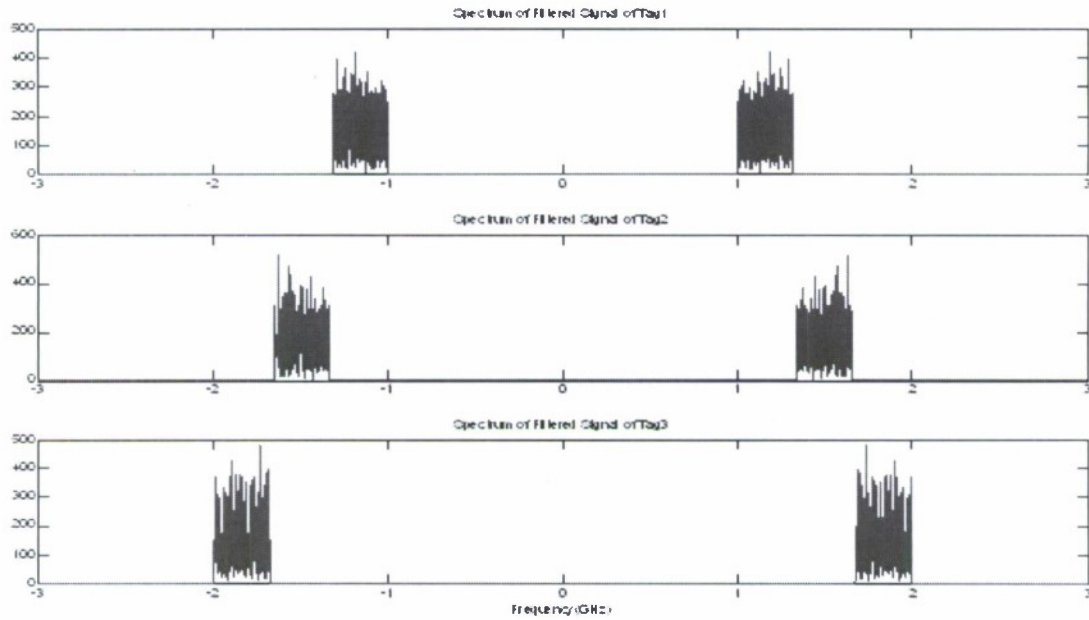 Spectrum of Filtered Signal of Tag1
500
400
300
200
100
0
-3 -2 -1 0 1 2 3
Spectrum of Filtered Signal of Tag2
600
400
200
0
-3 -2 -1 0 1 2 3
Spectrum of Filtered Signal of Tag3
500
400
300
200
100
0
-3 -2 -1 0 1 2 3
Frequency(GHz)